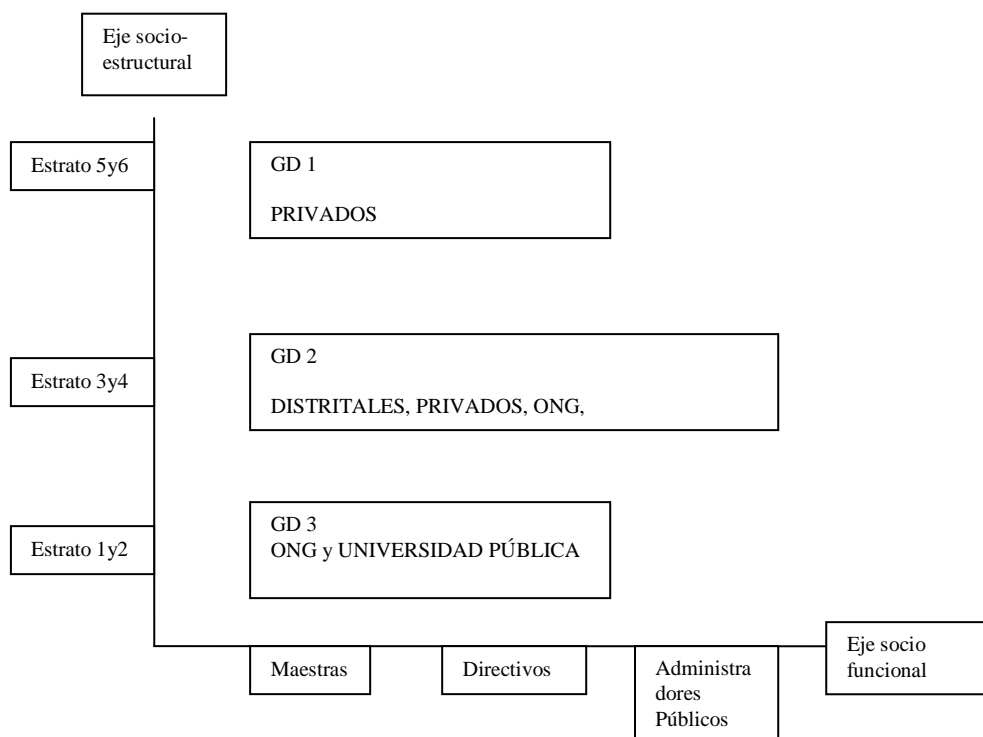 Eje socio-
estructural
Estrato 5y6
GD 1
PRIVADOS
Estrato 3y4
GD 2
DISTRITALES, PRIVADOS, ONG,
Estrato 1y2
GD 3
ONG y UNIVERSIDAD PÚBLICA
Maestras
Directivos
Administra
dores
Públicos
Eje socio
funcional